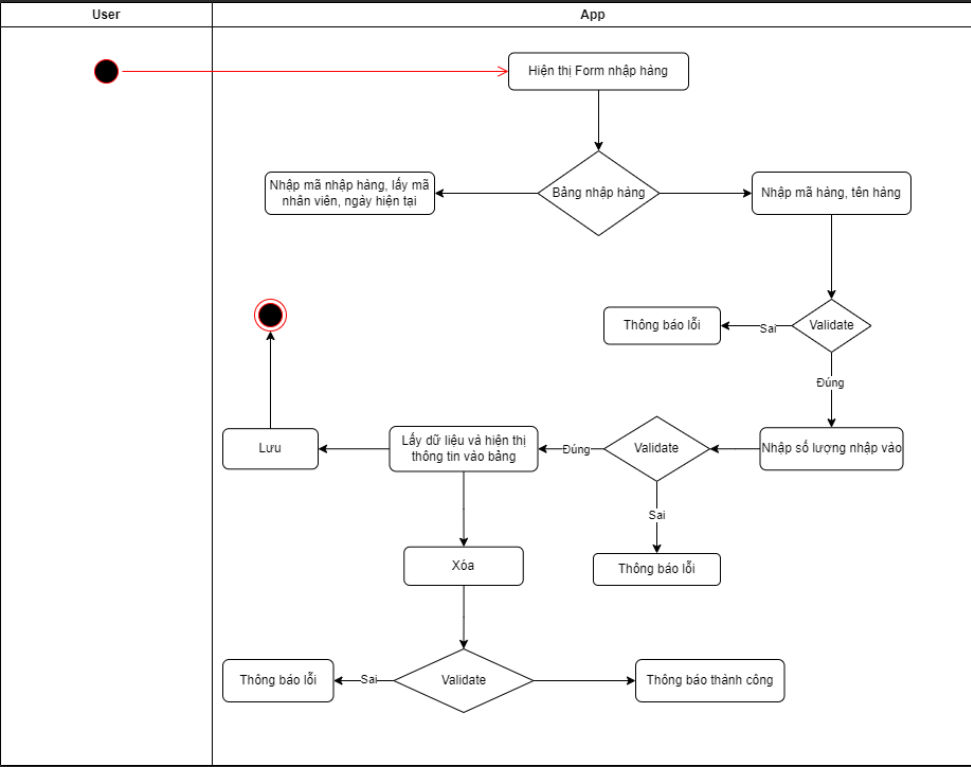 User
App
Hiện thị Form nhập hàng
Nhập mã nhập hàng, lấy mã
nhân viên, ngày hiện tại
Bảng nhập hàng
Nhập mã hàng, tên hàng
Thông báo lỗi
Sai
Validate
Đúng
Lưu
Lấy dữ liệu và hiện thị
thông tin vào bảng
Đúng
Validate
Nhập số lượng nhập vào
Sai
Xóa
Thông báo lỗi
Thông báo lỗi
Sai
Validate
Thông báo thành công